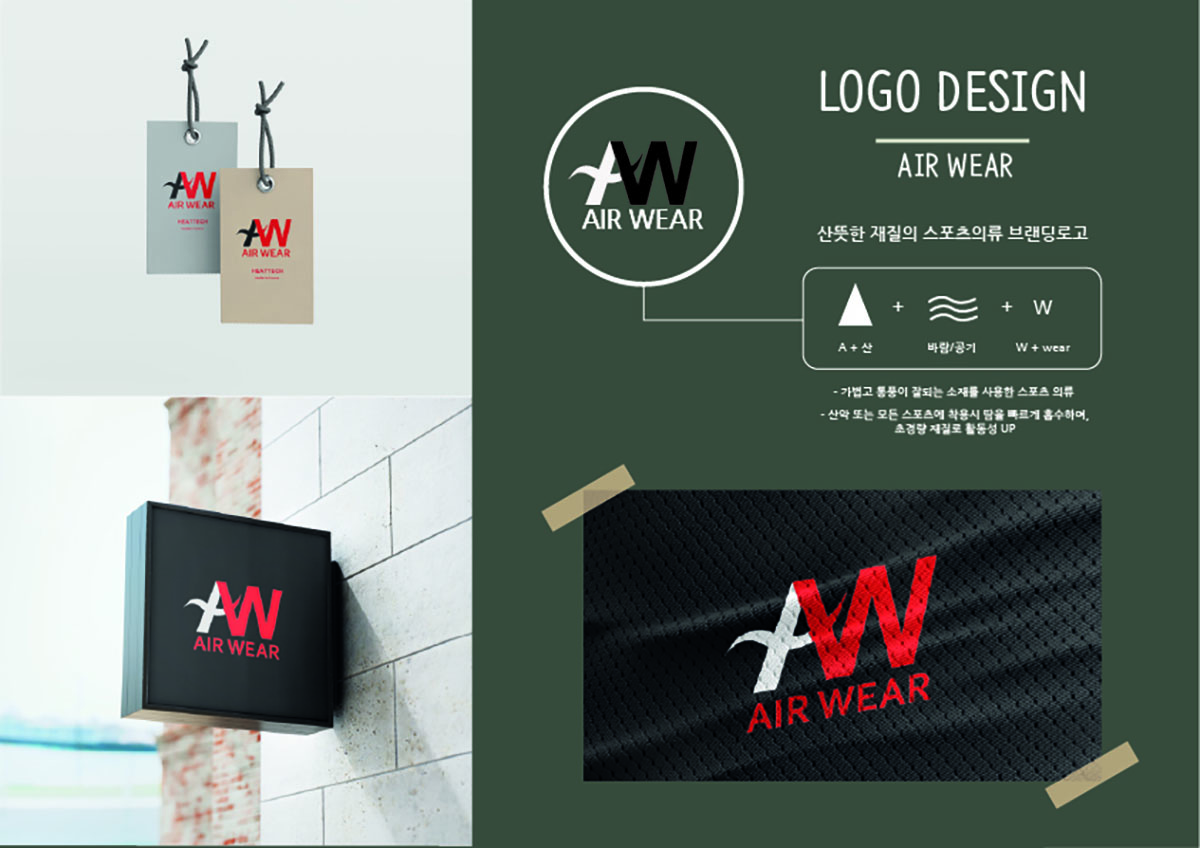 AW
AIR WEAR
HEATTECH
AW
AIR WEAR
HEATTECH
AW
AIR WEAR
LOGO DESIGN
AIR WEAR
산뜻한 재질의 스포츠의류 브랜딩로고
AW
AIR WEAR
+ + W
A + 산 바람/공기 W + wear
- 가볍고 통풍이 잘되는 소재를 사용한 스포츠 의류
- 산악 또는 모든 스포츠에 착용시 땀을 빠르게 흡수하며,
초경량 재질로 활동성 UP
AW
AIR WEAR